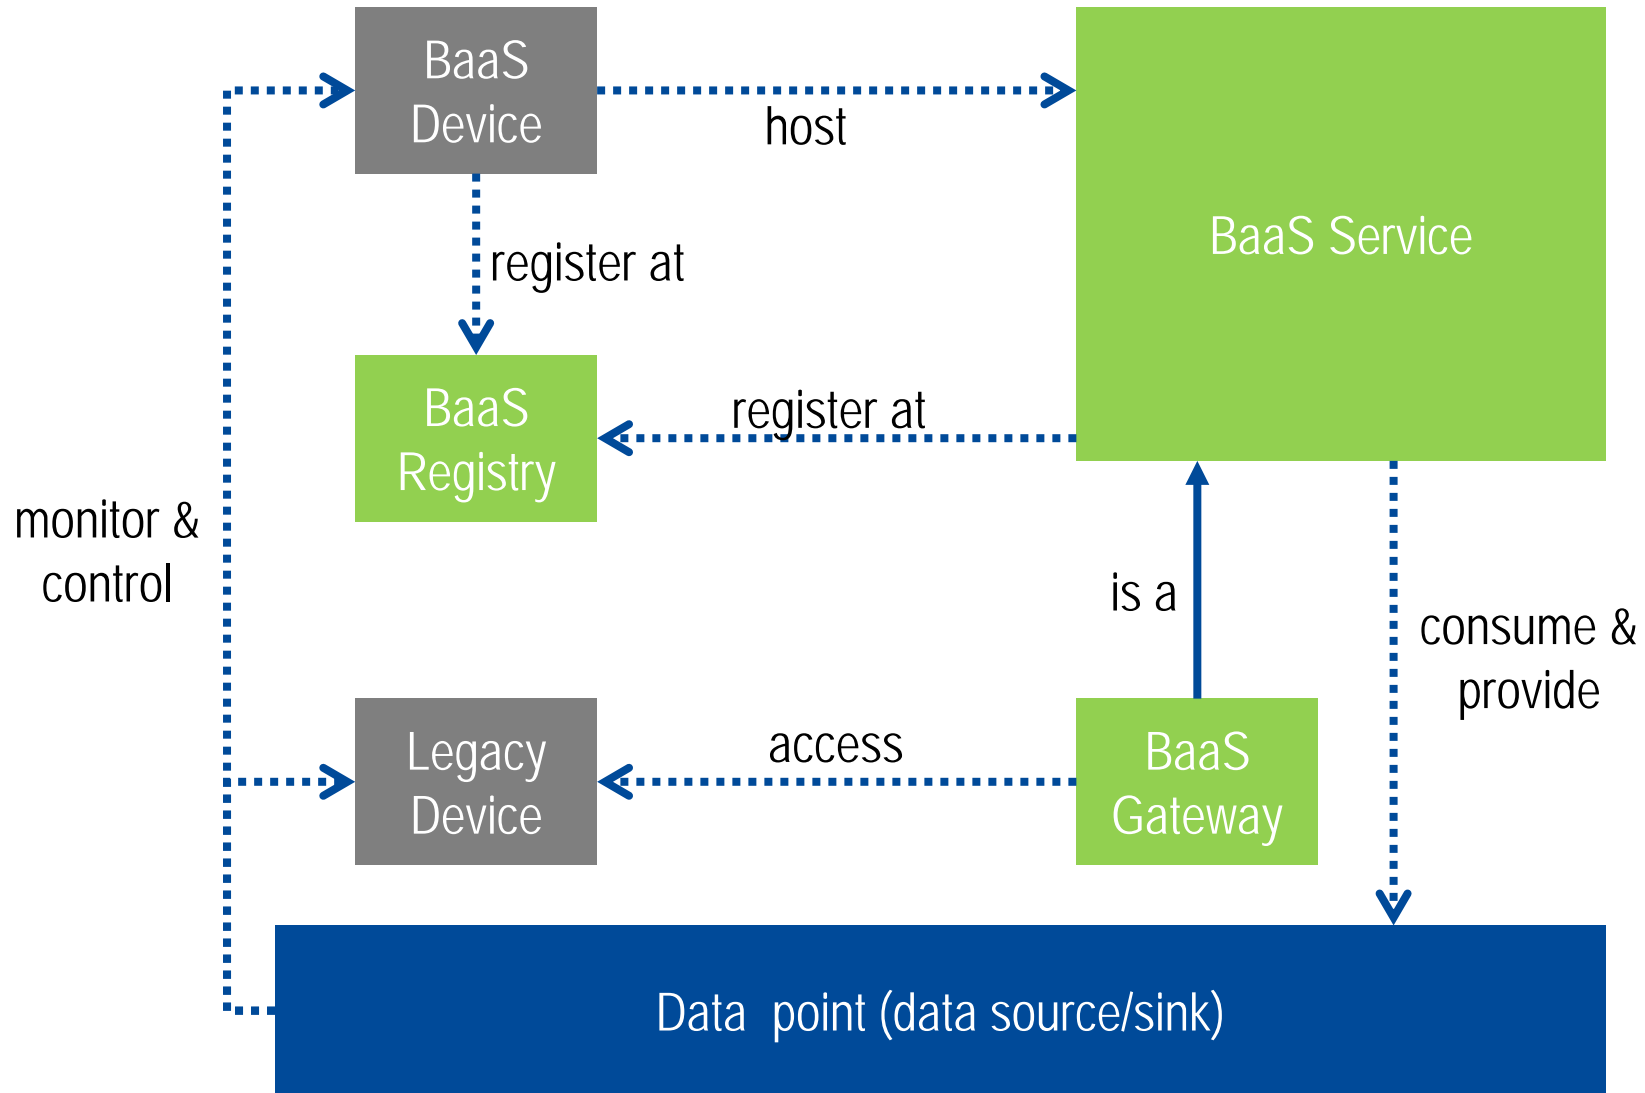 BaaS
Device
host
BaaS Service
register at
BaaS
Registry
register at
monitor &
control
is a
consume &
provide
Legacy
Device
access
BaaS
Gateway
Data point (data source/sink)